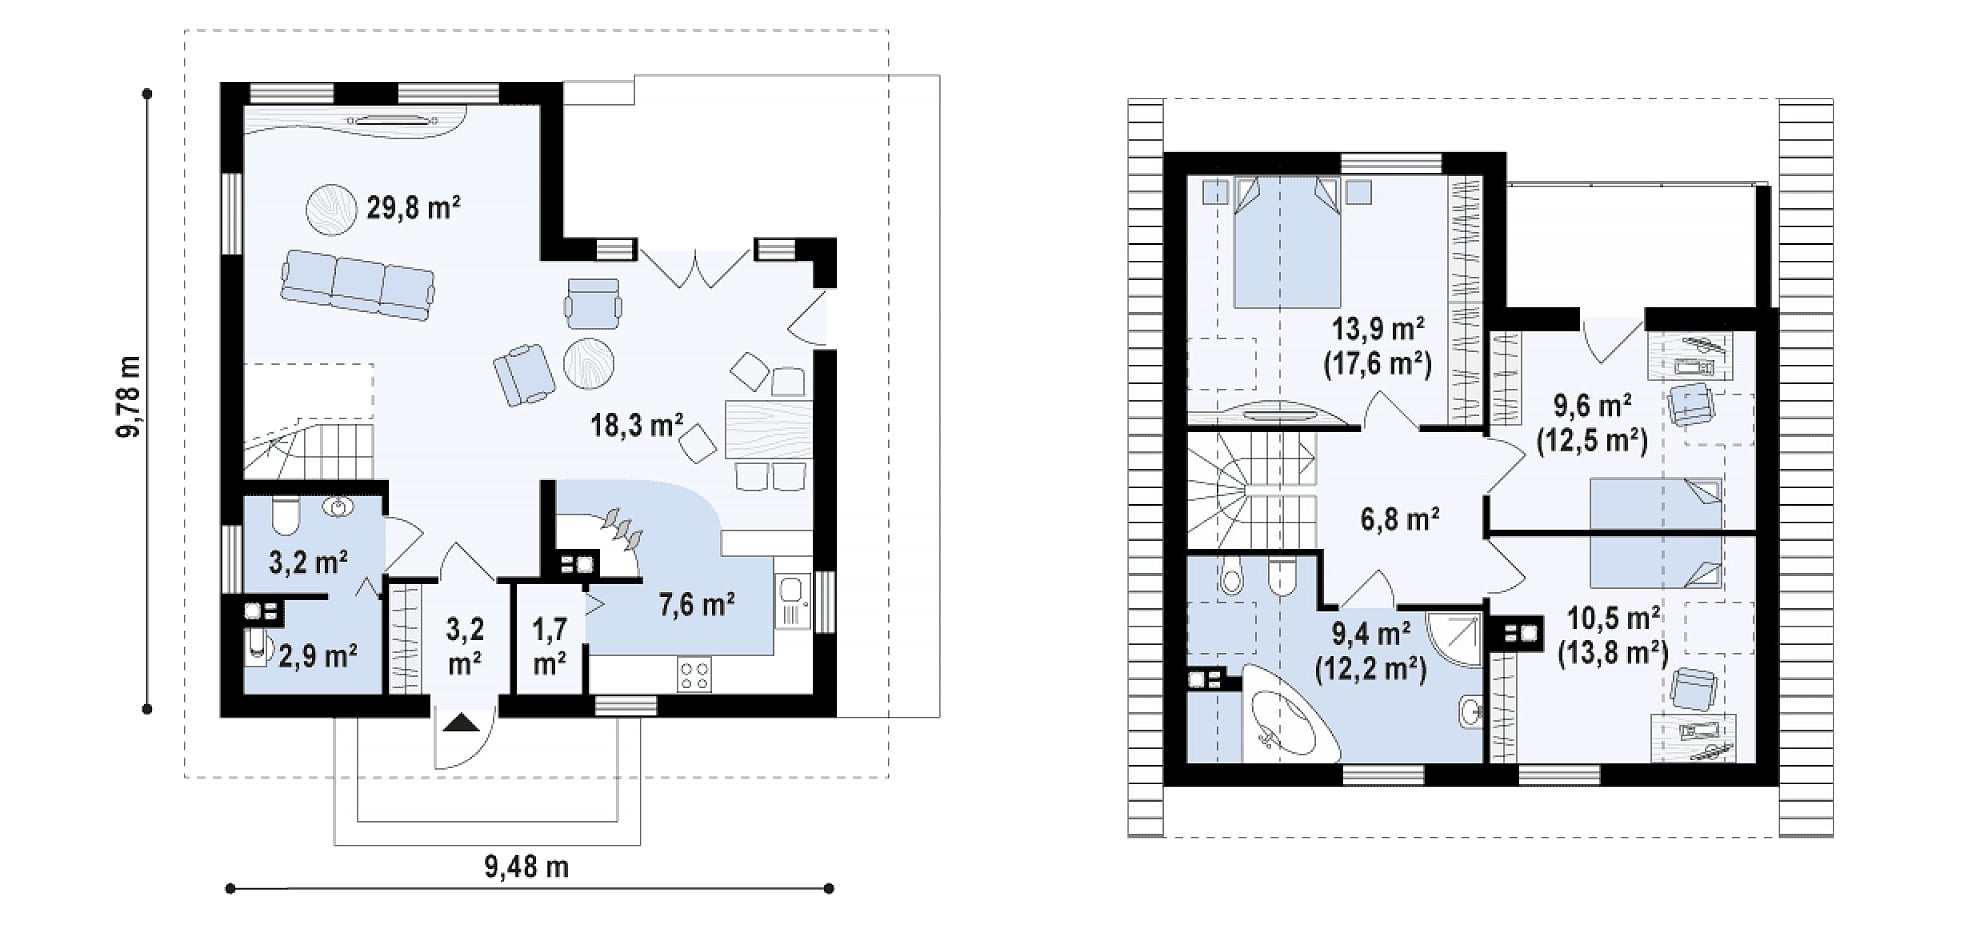 29,8 m²
18,3 m²
9,78 m
3,2 m²
2,9 m²
3,2
m²
1,7
m²
7,6 m²
9,48 m
13,9 m²
(17,6 m²)
9,6 m²
(12,5 m²)
6,8 m²
9,4 m²
(12,2 m²)
10,5 m²
(13,8 m²)